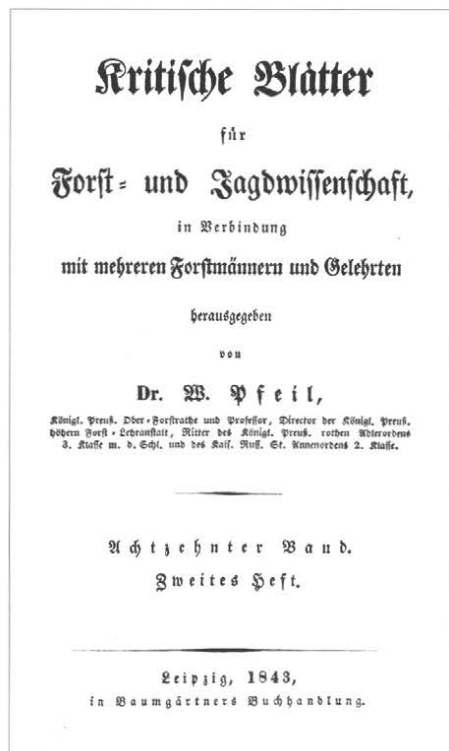 Kritische Blätter
für
Forst- und Jagdwissenschaft,
in Verbindung
mit mehreren Forstmännern und Gelehrten
herausgegeben
von
Dr. W. Pfeil,
Königl. Preuß. Ober-Forstrathe und Professor, Director der Königl. Preuß.
höhern Forst-Lehranstalt, Ritter des Königl. Preuß. rothen Adlerordens
3. Klasse m. d. Schl. und des Kais. Russ. St. Annenordens 2. Klasse.
Achtzehnter Band.
Zweites Heft.
Leipzig, 1843,
in Baumgärtners Buchhandlung.